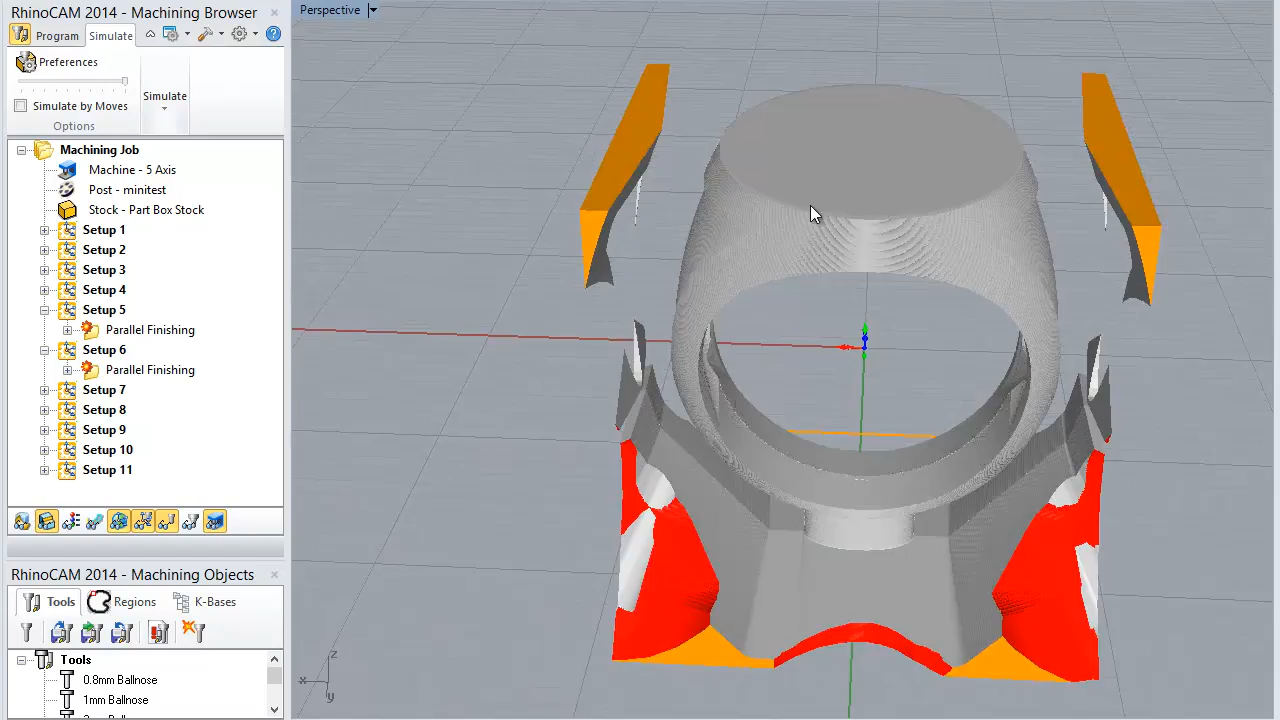 RhinoCAM 2014 - Machining Browser
Perspective
Program
Simulate
Preferences
Simulate by Moves
Simulate
Options
Machining Job
Machine - 5 Axis
Post - minitest
Stock - Part Box Stock
Setup 1
Setup 2
Setup 3
Setup 4
Setup 5
Parallel Finishing
Setup 6
Parallel Finishing
Setup 7
Setup 8
Setup 9
Setup 10
Setup 11
RhinoCAM 2014 - Machining Objects
Tools
Regions
K-Bases
Tools
0.8mm Ballnose
1mm Ballnose
z
x
y